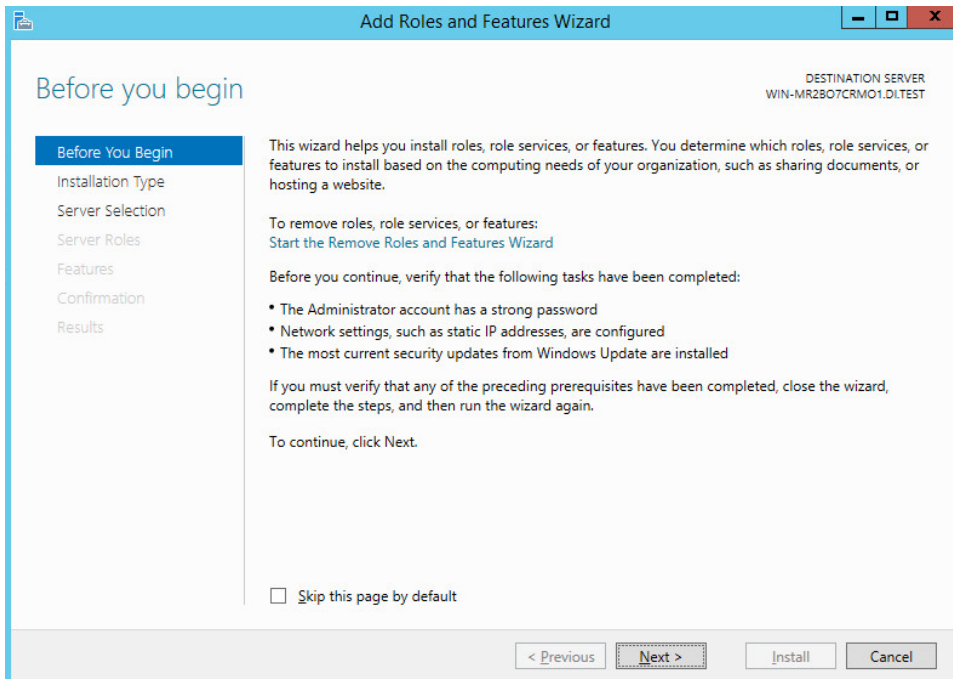 Add Roles and Features Wizard
Before you begin
DESTINATION SERVER
WIN-MR2BO7CRMO1.DI.TEST
Before You Begin
Installation Type
Server Selection
Server Roles
Features
Confirmation
Results
This wizard helps you install roles, role services, or features. You determine which roles, role services, or
features to install based on the computing needs of your organization, such as sharing documents, or
hosting a website.
To remove roles, role services, or features:
Start the Remove Roles and Features Wizard
Before you continue, verify that the following tasks have been completed:
• The Administrator account has a strong password
• Network settings, such as static IP addresses, are configured
• The most current security updates from Windows Update are installed
If you must verify that any of the preceding prerequisites have been completed, close the wizard,
complete the steps, and then run the wizard again.
To continue, click Next.
Skip this page by default
< Previous
Next >
Install
Cancel